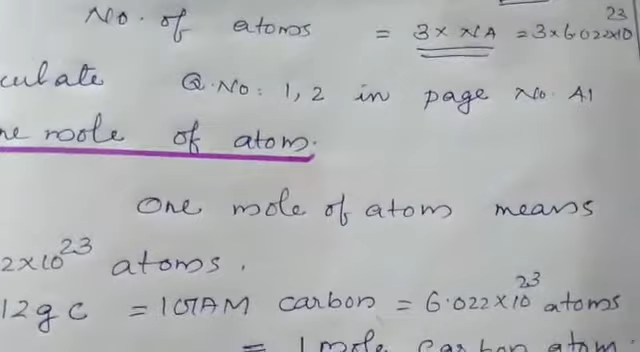 No. of atoms = 3 × NA = 3×6.022×10²³
culate Q.No: 1, 2 in page No. A1
ne mole of atom.
One mole of atom means
2×10²³ atoms.
12g C = 1GAM carbon = 6.022×10²³ atoms
= 1 mole carbon atom.